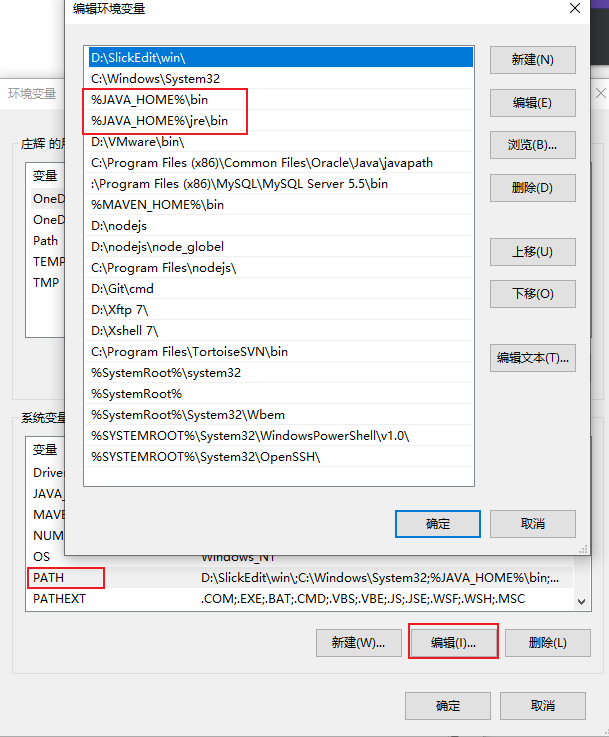 编辑环境变量
D:\SlickEdit\win\
C:\Windows\System32
%JAVA_HOME%\bin
%JAVA_HOME%\jre\bin
D:\VMware\bin\
C:\Program Files (x86)\Common Files\Oracle\Java\javapath
:\Program Files (x86)\MySQL\MySQL Server 5.5\bin
%MAVEN_HOME%\bin
D:\nodejs
D:\nodejs\node_globel
C:\Program Files\nodejs\
D:\Git\cmd
D:\Xftp 7\
D:\Xshell 7\
C:\Program Files\TortoiseSVN\bin
%SystemRoot%\system32
%SystemRoot%
%SystemRoot%\System32\Wbem
%SYSTEMROOT%\System32\WindowsPowerShell\v1.0\
%SYSTEMROOT%\System32\OpenSSH\
新建(N)
编辑(E)
浏览(B)...
删除(D)
上移(U)
下移(O)
编辑文本(T)...
确定
取消
环境变量
庄辉 的用
变量
OneD
OneD
Path
TEMP
TMP
系统变量
变量
Driver
JAVA_
MAVE
NUM
OS Windows_NT
PATH D:\SlickEdit\win\;C:\Windows\System32;%JAVA_HOME%\bin;...
PATHEXT .COM;.EXE;.BAT;.CMD;.VBS;.VBE;.JS;.JSE;.WSF;.WSH;.MSC
新建(W)...
编辑(I)...
删除(L)
确定
取消